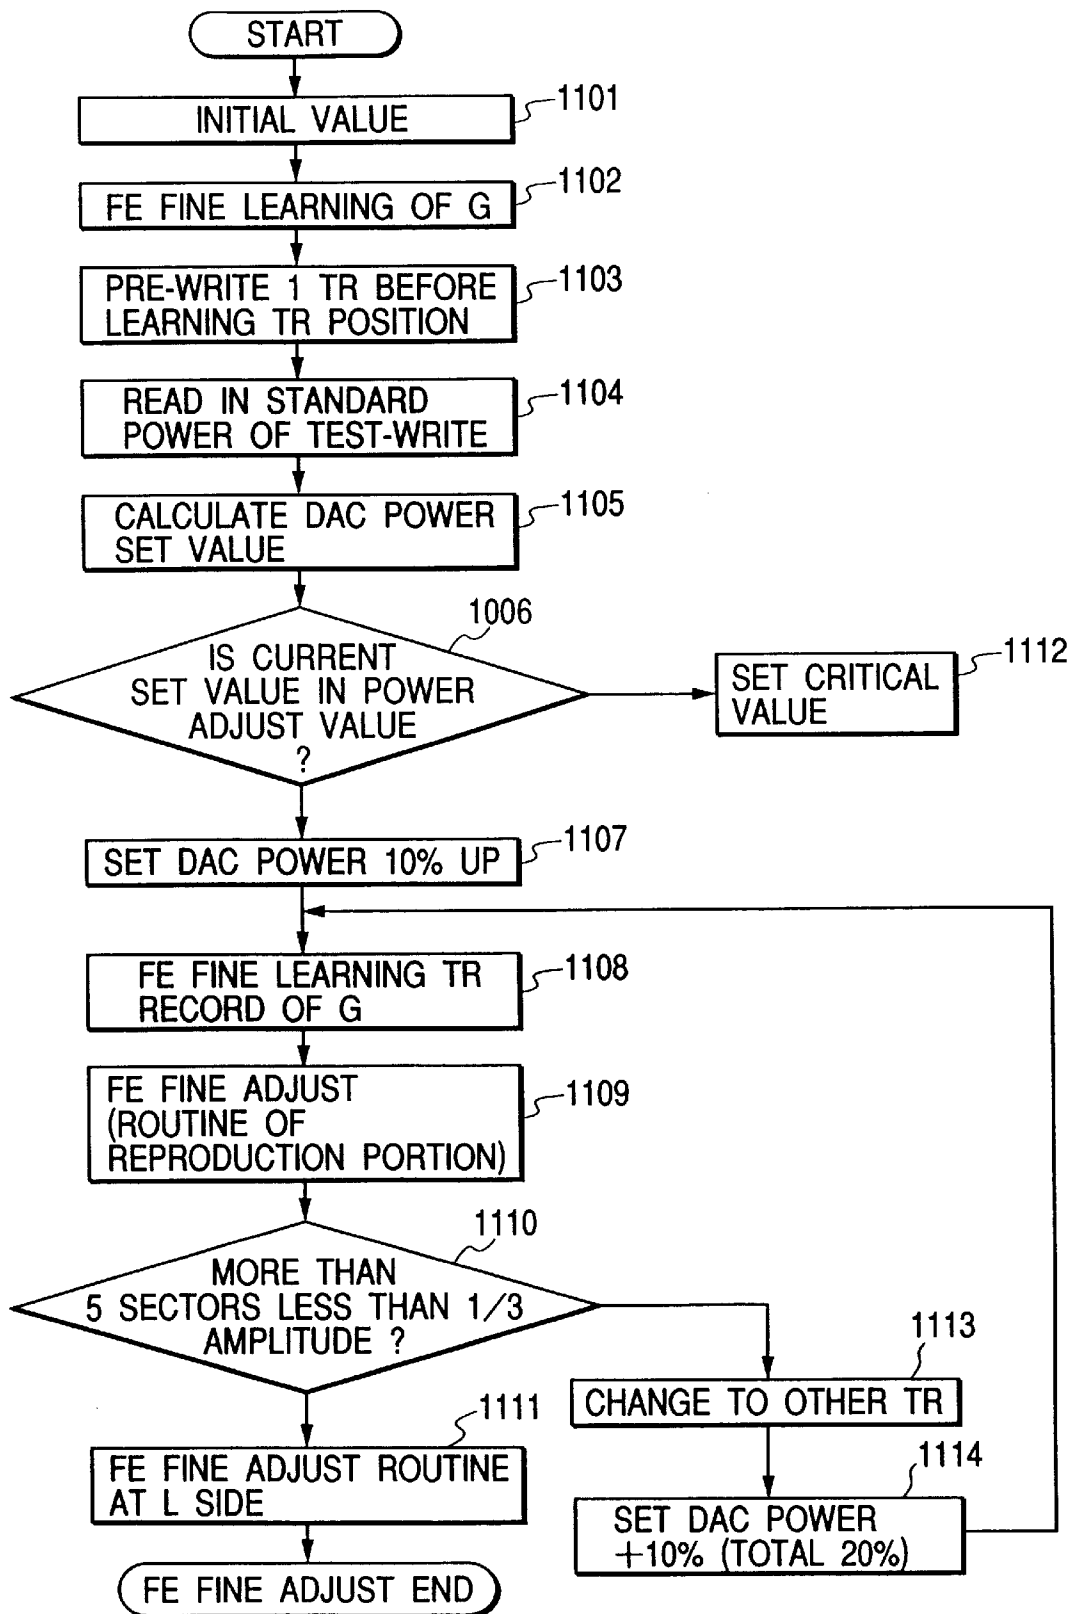 START
INITIAL VALUE
1101
FE FINE LEARNING OF G
1102
PRE-WRITE 1 TR BEFORE
LEARNING TR POSITION
1103
READ IN STANDARD
POWER OF TEST-WRITE
1104
CALCULATE DAC POWER
SET VALUE
1105
1006
IS CURRENT
SET VALUE IN POWER
ADJUST VALUE
?
1112
SET CRITICAL
VALUE
SET DAC POWER 10% UP
1107
FE FINE LEARNING TR
RECORD OF G
1108
FE FINE ADJUST
(ROUTINE OF
REPRODUCTION PORTION)
1109
1110
MORE THAN
5 SECTORS LESS THAN 1/3
AMPLITUDE ?
1113
CHANGE TO OTHER TR
1111
FE FINE ADJUST ROUTINE
AT L SIDE
1114
SET DAC POWER
+10% (TOTAL 20%)
FE FINE ADJUST END